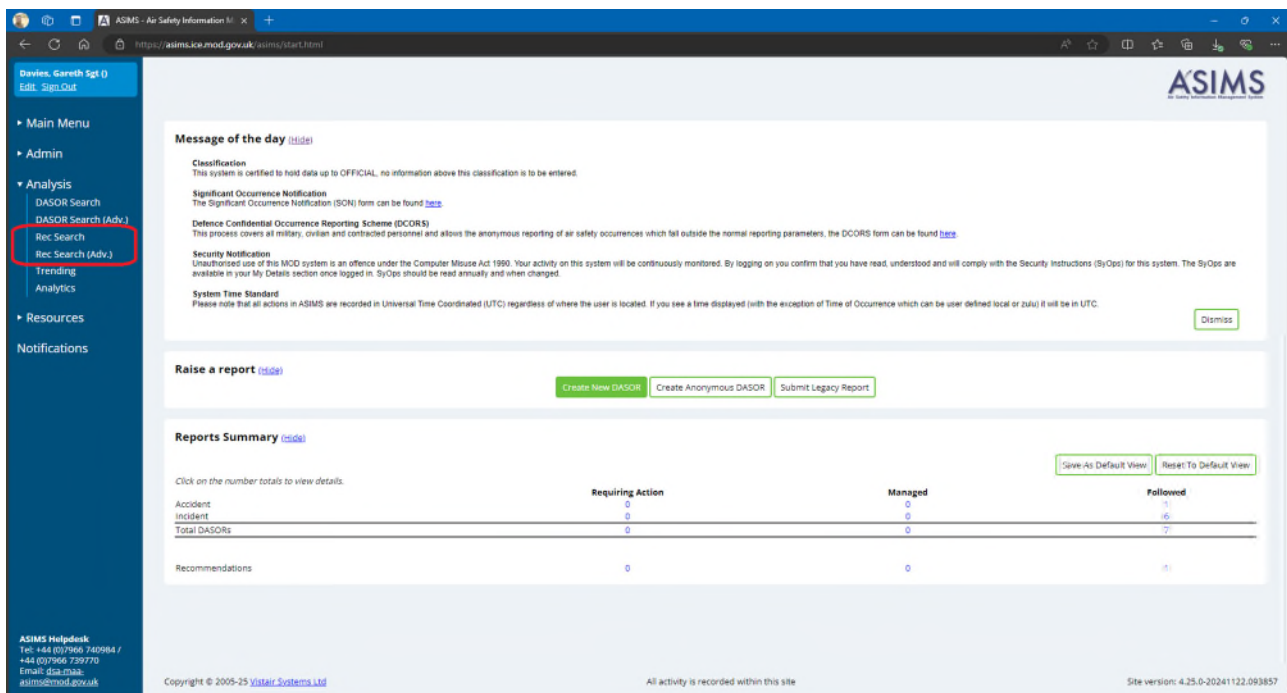 ASIMS - Air Safety Information M
https://asims.ice.mod.gov.uk/asims/start.html
Davies, Gareth Sgt ()
Edit Sign Out
Main Menu
Admin
Analysis
DASOR Search
DASOR Search (Adv.)
Rec Search
Rec Search (Adv.)
Trending
Analytics
Resources
Notifications
ASIMS Helpdesk
Tel: +44 (0)7966 740984 /
+44 (0)7966 739770
Email: dsa-maa-
asims@mod.gov.uk
ASIMS
Air Safety Information Management System
Message of the day (Hide)
Classification
This system is certified to hold data up to OFFICIAL, no information above this classification is to be entered.
Significant Occurrence Notification
The Significant Occurrence Notification (SON) form can be found here.
Defence Confidential Occurrence Reporting Scheme (DCORS)
This process covers all military, civilian and contracted personnel and allows the anonymous reporting of air safety occurrences which fall outside the normal reporting parameters, the DCORS form can be found here.
Security Notification
Unauthorised use of this MOD system is an offence under the Computer Misuse Act 1990. Your activity on this system will be continuously monitored. By logging on you confirm that you have read, understood and will comply with the Security Instructions (SyOps) for this system. The SyOps are
available in your My Details section once logged in. SyOps should be read annually and when changed.
System Time Standard
Please note that all actions in ASIMS are recorded in Universal Time Coordinated (UTC) regardless of where the user is located. If you see a time displayed (with the exception of Time of Occurrence which can be user defined local or zulu) it will be in UTC.
Dismiss
Raise a report (Hide)
Create New DASOR Create Anonymous DASOR Submit Legacy Report
Reports Summary (Hide)
Save As Default View Reset To Default View
Click on the number totals to view details.
Requiring Action Managed Followed
Accident 0 0 1
Incident 0 0 6
Total DASORs 0 0 7
Recommendations 0 0 1
Copyright © 2005-25 Vistair Systems Ltd All activity is recorded within this site Site version: 4.25.0-20241122.093857